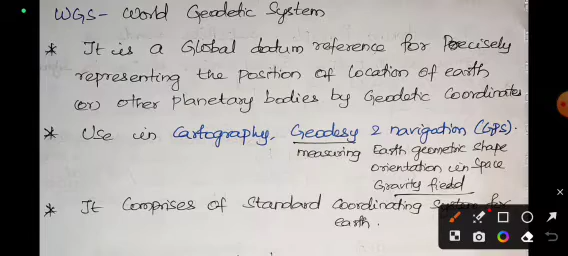 WGS- World Geodetic System
* It is a Global datum reference for Precisely
representing the position of location of earth
(or) other planetary bodies by Geodetic Coordinates
* Use in Cartography, Geodesy & navigation (GPS).
measuring Earth geometric shape
orientation in space
Gravity field
* It Comprises of Standard Coordinating System for
earth.